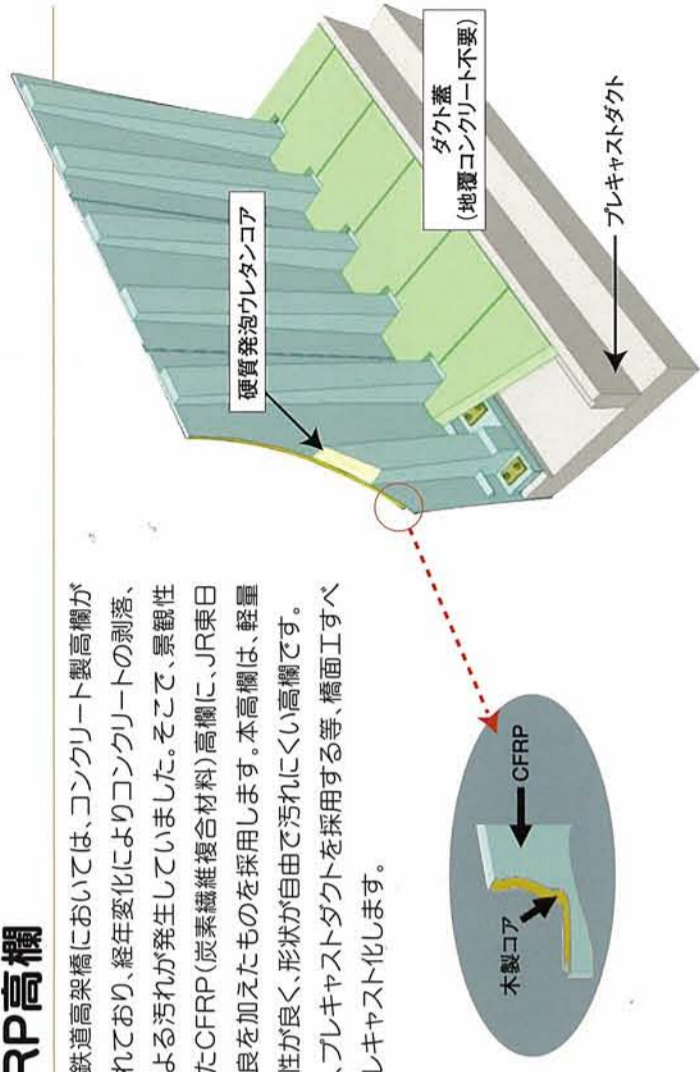 RP高欄
鉄道高架橋においては、コンクリート製高欄が
れており、経年変化によりコンクリートの剥落、
よる汚れが発生していました。そこで、景観性
たCFRP(炭素繊維複合材料)高欄に、JR東日
良を加えたものを採用します。本高欄は、軽量
性が良く、形状が自由で汚れにくい高欄です。
、プレキャストダクトを採用する等、橋面工すべ
レキャスト化します。
硬質発泡ウレタンコア
ダクト蓋
(地覆コンクリート不要)
プレキャストダクト
木製コア
CFRP